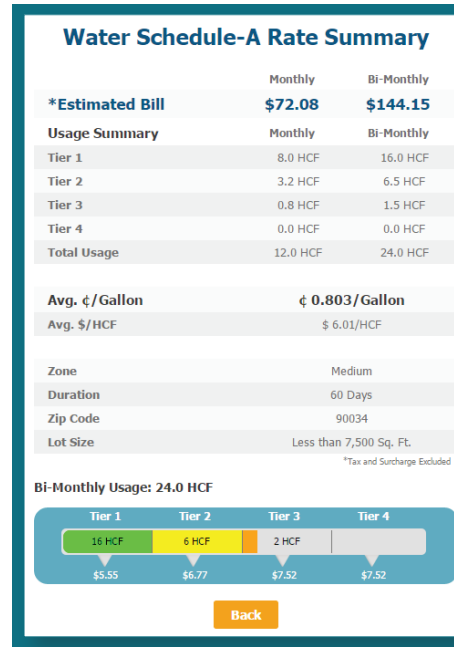 Water Schedule-A Rate Summary
Monthly Bi-Monthly
*Estimated Bill $72.08 $144.15
Usage Summary Monthly Bi-Monthly
Tier 1 8.0 HCF 16.0 HCF
Tier 2 3.2 HCF 6.5 HCF
Tier 3 0.8 HCF 1.5 HCF
Tier 4 0.0 HCF 0.0 HCF
Total Usage 12.0 HCF 24.0 HCF
Avg. ¢/Gallon ¢ 0.803/Gallon
Avg. $/HCF $ 6.01/HCF
Zone Medium
Duration 60 Days
Zip Code 90034
Lot Size Less than 7,500 Sq. Ft.
*Tax and Surcharge Excluded
Bi-Monthly Usage: 24.0 HCF
Tier 1 Tier 2 Tier 3 Tier 4
16 HCF 6 HCF 2 HCF
$5.55 $6.77 $7.52 $7.52
Back